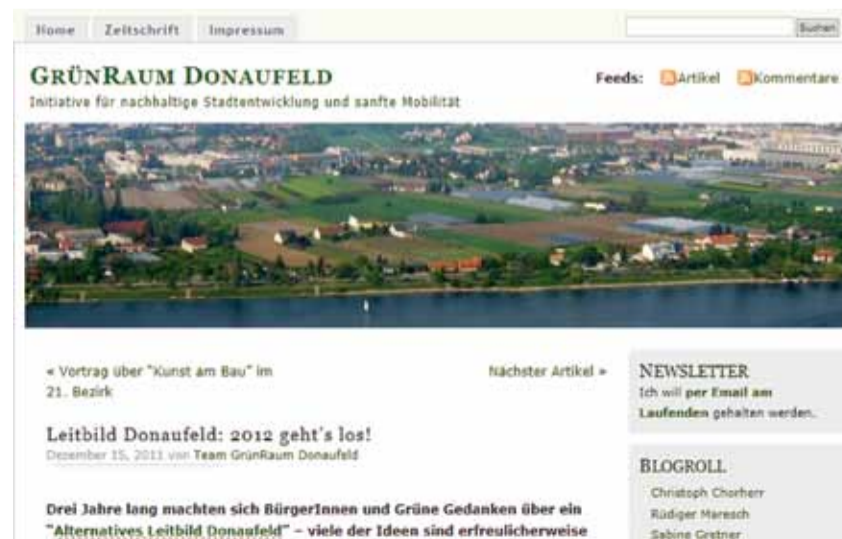 Home Zeitschrift Impressum Suchen
GRÜNRAUM DONAUFELD
Feeds: Artikel Kommentare
Initiative für nachhaltige Stadtentwicklung und sanfte Mobilität
« Vortrag über "Kunst am Bau" im
21. Bezirk
Nächster Artikel »
Leitbild Donaufeld: 2012 geht's los!
Dezember 15, 2011 von Team GrünRaum Donaufeld
Drei Jahre lang machten sich BürgerInnen und Grüne Gedanken über ein
"Alternatives Leitbild Donaufeld" – viele der Ideen sind erfreulicherweise
NEWSLETTER
Ich will per Email am
Laufenden gehalten werden.
BLOGROLL
Christoph Chorherr
Rüdiger Maresch
Sabine Gretner